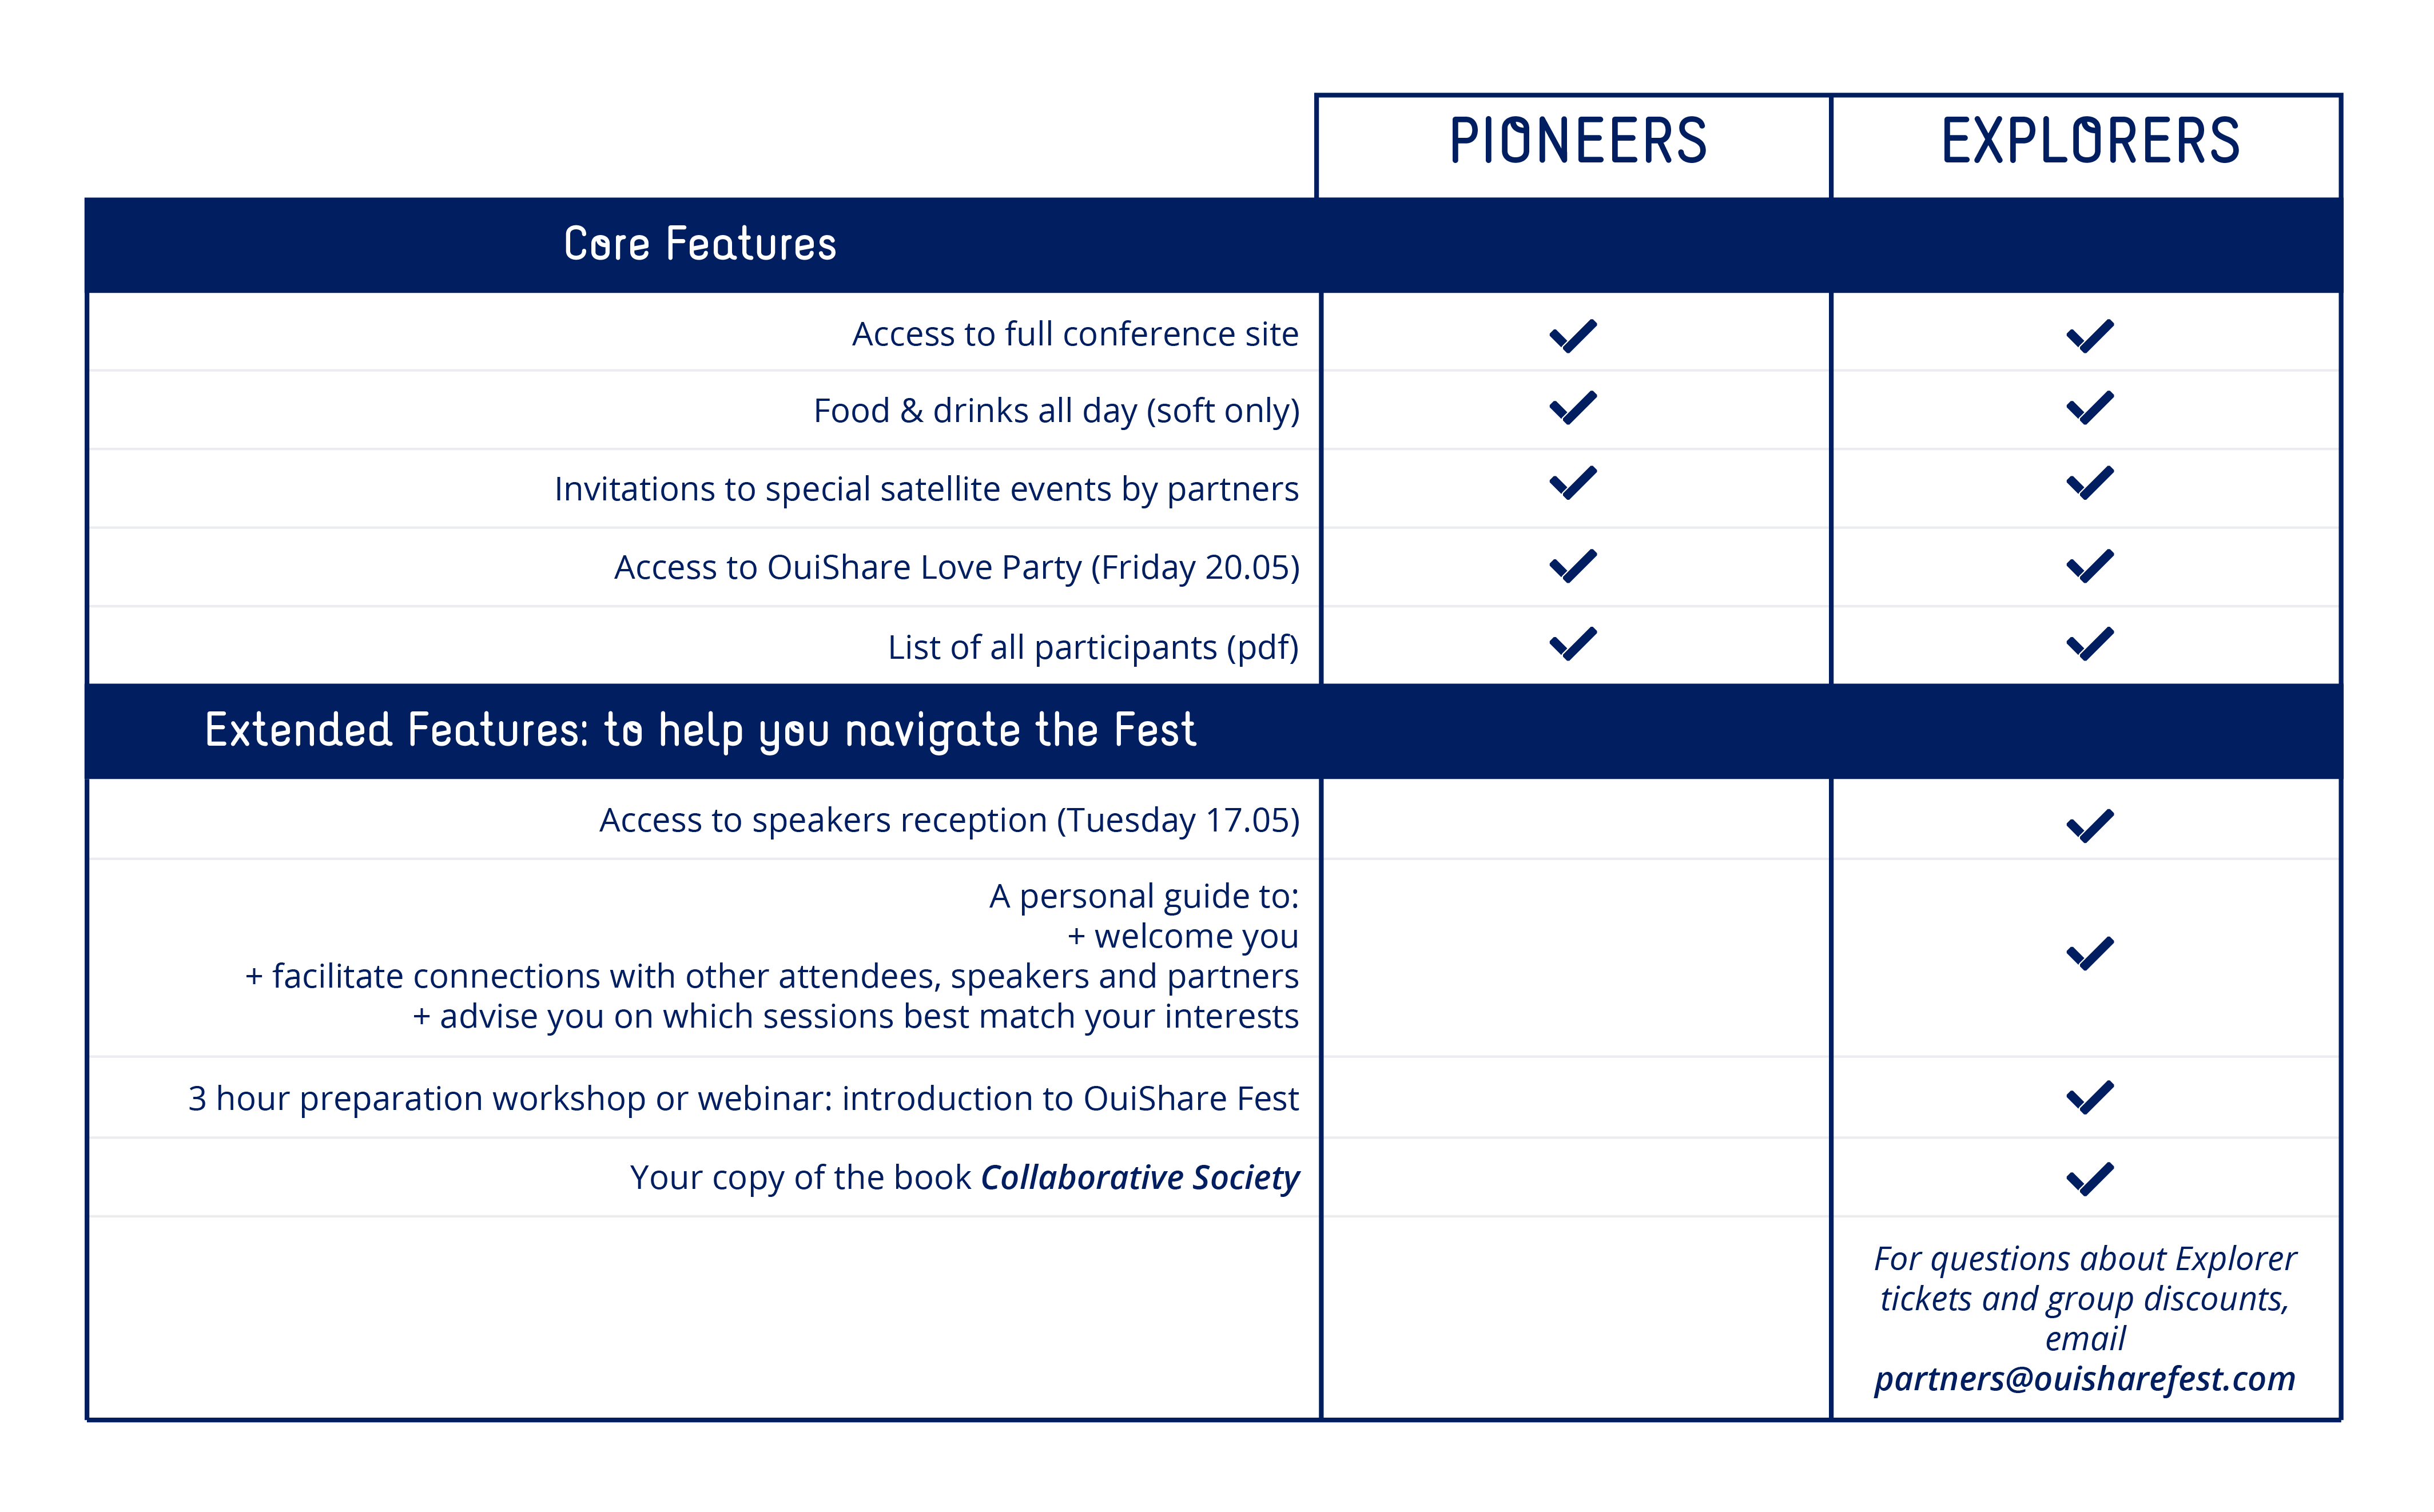 PIONEERS
EXPLORERS
Core Features
Access to full conference site
Food & drinks all day (soft only)
Invitations to special satellite events by partners
Access to OuiShare Love Party (Friday 20.05)
List of all participants (pdf)
Extended Features: to help you navigate the Fest
Access to speakers reception (Tuesday 17.05)
A personal guide to:
+ welcome you
+ facilitate connections with other attendees, speakers and partners
+ advise you on which sessions best match your interests
3 hour preparation workshop or webinar: introduction to OuiShare Fest
Your copy of the book Collaborative Society
For questions about Explorer
tickets and group discounts,
email
partners@ouisharefest.com